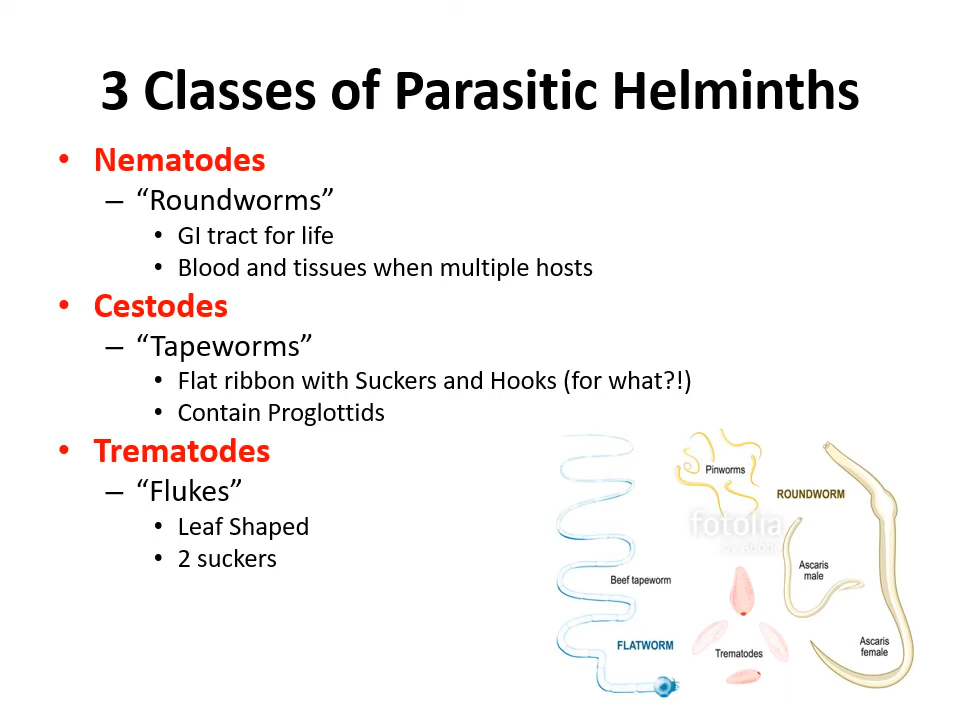 3 Classes of Parasitic Helminths
• Nematodes
– “Roundworms”
• GI tract for life
• Blood and tissues when multiple hosts
• Cestodes
– “Tapeworms”
• Flat ribbon with Suckers and Hooks (for what?!)
• Contain Proglottids
• Trematodes
– “Flukes”
• Leaf Shaped
• 2 suckers
Pinworms
ROUNDWORM
fotolia
by Adobe
Ascaris
male
Beef tapeworm
FLATWORM
Trematodes
Ascaris
female